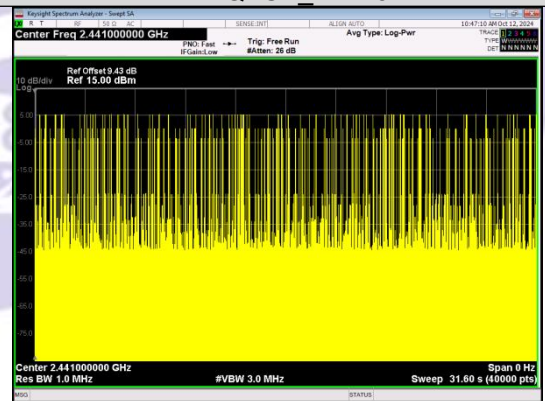 Keysight Spectrum Analyzer - Swept SA
R T RF 50 Ω AC SENSE:INT ALIGN AUTO 10:47:10 AM Oct 12, 2024
Center Freq 2.441000000 GHz
PNO: Fast
IFGain:Low
Trig: Free Run
#Atten: 26 dB
Avg Type: Log-Pwr
TRACE 1 2 3 4 5 6
TYPE
DET N N N N N N
Ref Offset 9.43 dB
10 dB/div Ref 15.00 dBm
Log
5.00
-5.00
-15.0
-25.0
-35.0
-45.0
-55.0
-65.0
-75.0
Center 2.441000000 GHz Span 0 Hz
Res BW 1.0 MHz #VBW 3.0 MHz Sweep 31.60 s (40000 pts)
MSG STATUS